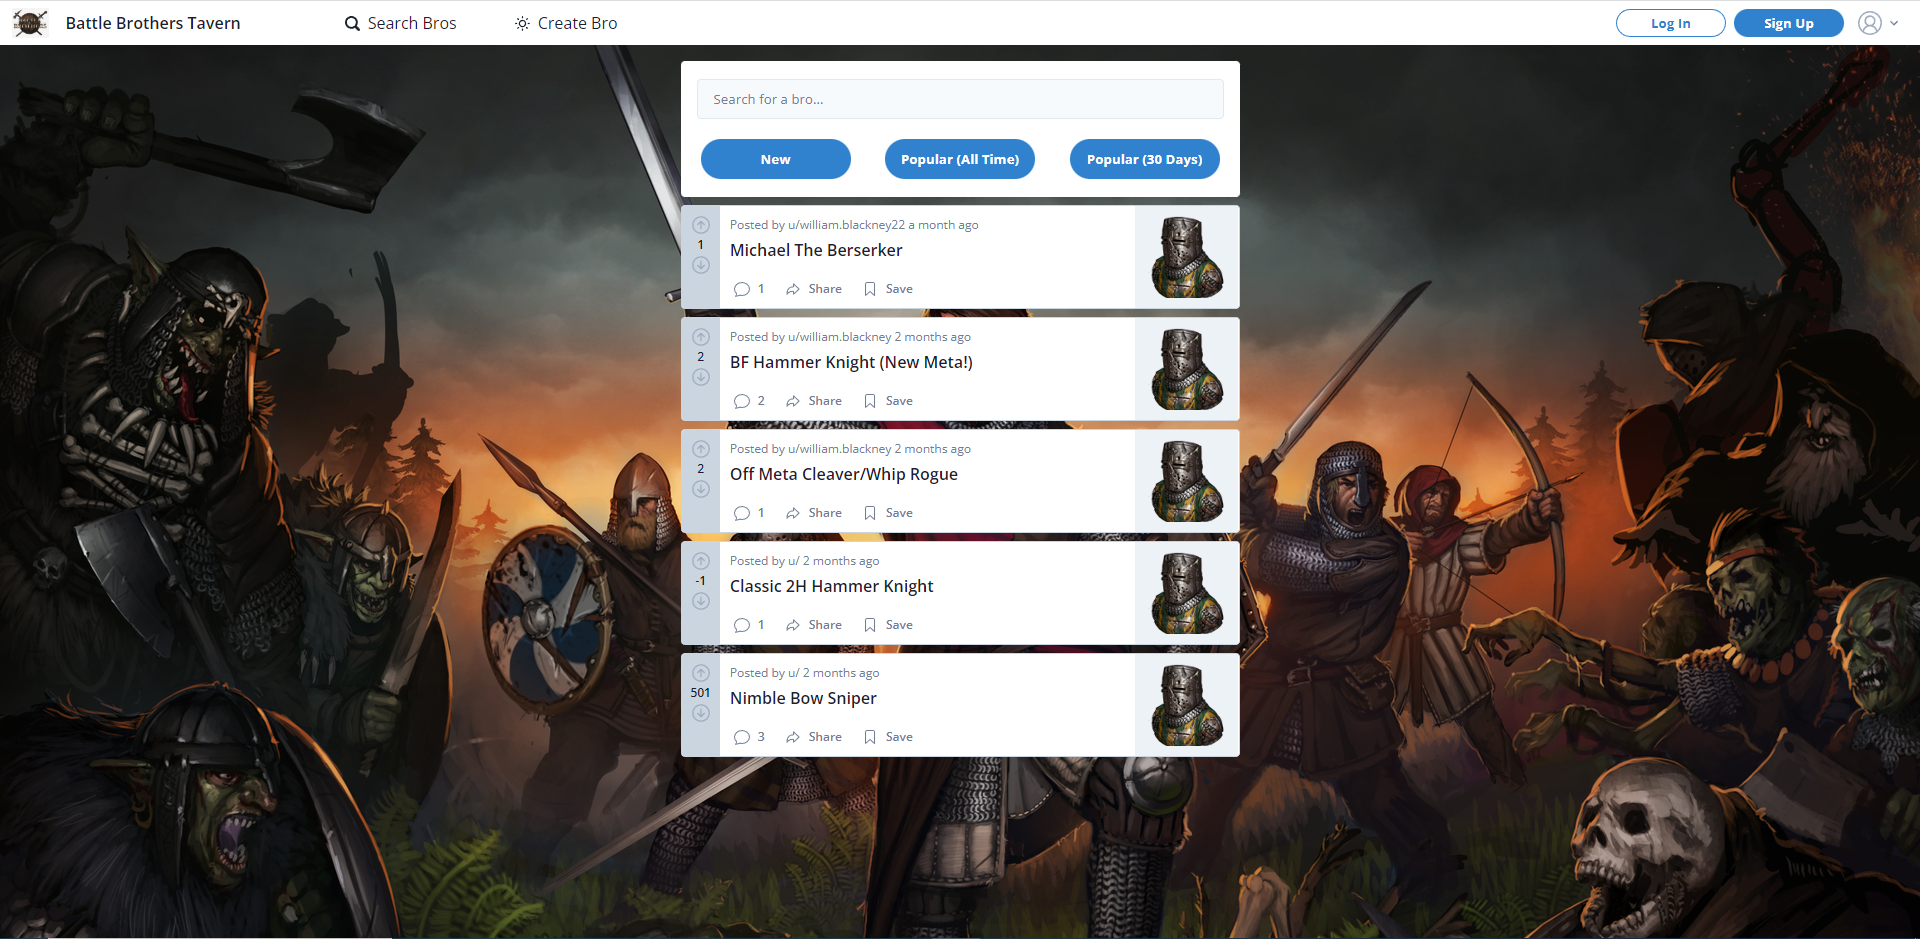 Battle Brothers Tavern
Search Bros
Create Bro
Log In
Sign Up
Search for a bro...
New
Popular (All Time)
Popular (30 Days)
Posted by u/william.blackney22 a month ago
1
Michael The Berserker
1 Share Save
Posted by u/william.blackney 2 months ago
2
BF Hammer Knight (New Meta!)
2 Share Save
Posted by u/william.blackney 2 months ago
2
Off Meta Cleaver/Whip Rogue
1 Share Save
Posted by u/ 2 months ago
-1
Classic 2H Hammer Knight
1 Share Save
Posted by u/ 2 months ago
501
Nimble Bow Sniper
3 Share Save